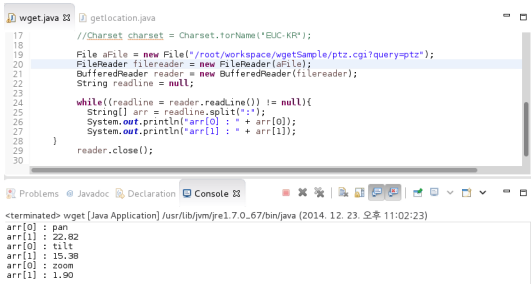 wget.java
getlocation.java
17 //Charset charset = Charset.forName("EUC-KR");
18
19 File aFile = new File("/root/workspace/wgetSample/ptz.cgi?query=ptz");
20 FileReader filereader = new FileReader(aFile);
21 BufferedReader reader = new BufferedReader(filereader);
22 String readline = null;
23
24 while((readline = reader.readLine()) != null){
25 String[] arr = readline.split(":");
26 System.out.println("arr[0] : " + arr[0]);
27 System.out.println("arr[1] : " + arr[1]);
28 }
29 reader.close();
30
Problems @ Javadoc Declaration Console
<terminated> wget [Java Application] /usr/lib/jvm/jre1.7.0_67/bin/java (2014. 12. 23. 오후 11:02:23)
arr[0] : pan
arr[1] : 22.82
arr[0] : tilt
arr[1] : 15.38
arr[0] : zoom
arr[1] : 1.90